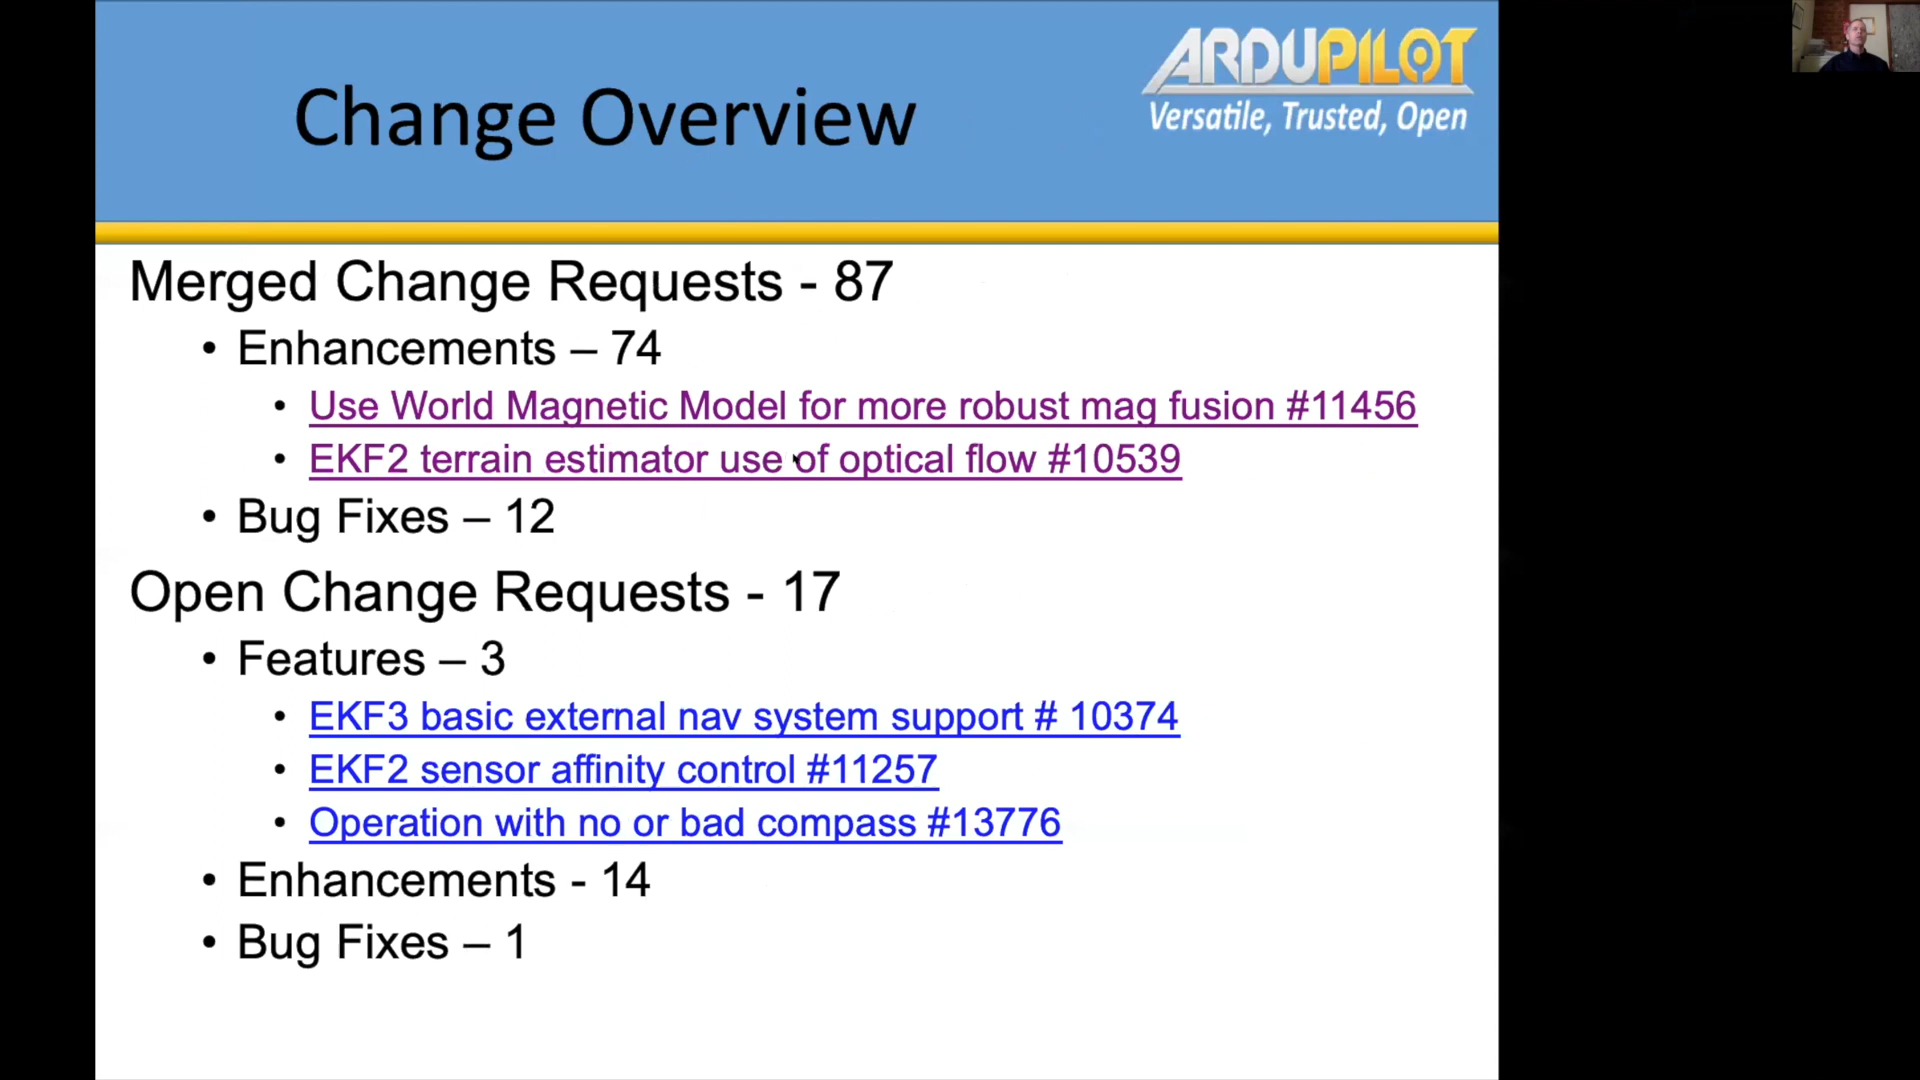 ARDUPILOT
Versatile, Trusted, Open
Change Overview
Merged Change Requests - 87
• Enhancements – 74
• Use World Magnetic Model for more robust mag fusion #11456
• EKF2 terrain estimator use of optical flow #10539
• Bug Fixes – 12
Open Change Requests - 17
• Features – 3
• EKF3 basic external nav system support # 10374
• EKF2 sensor affinity control #11257
• Operation with no or bad compass #13776
• Enhancements - 14
• Bug Fixes – 1